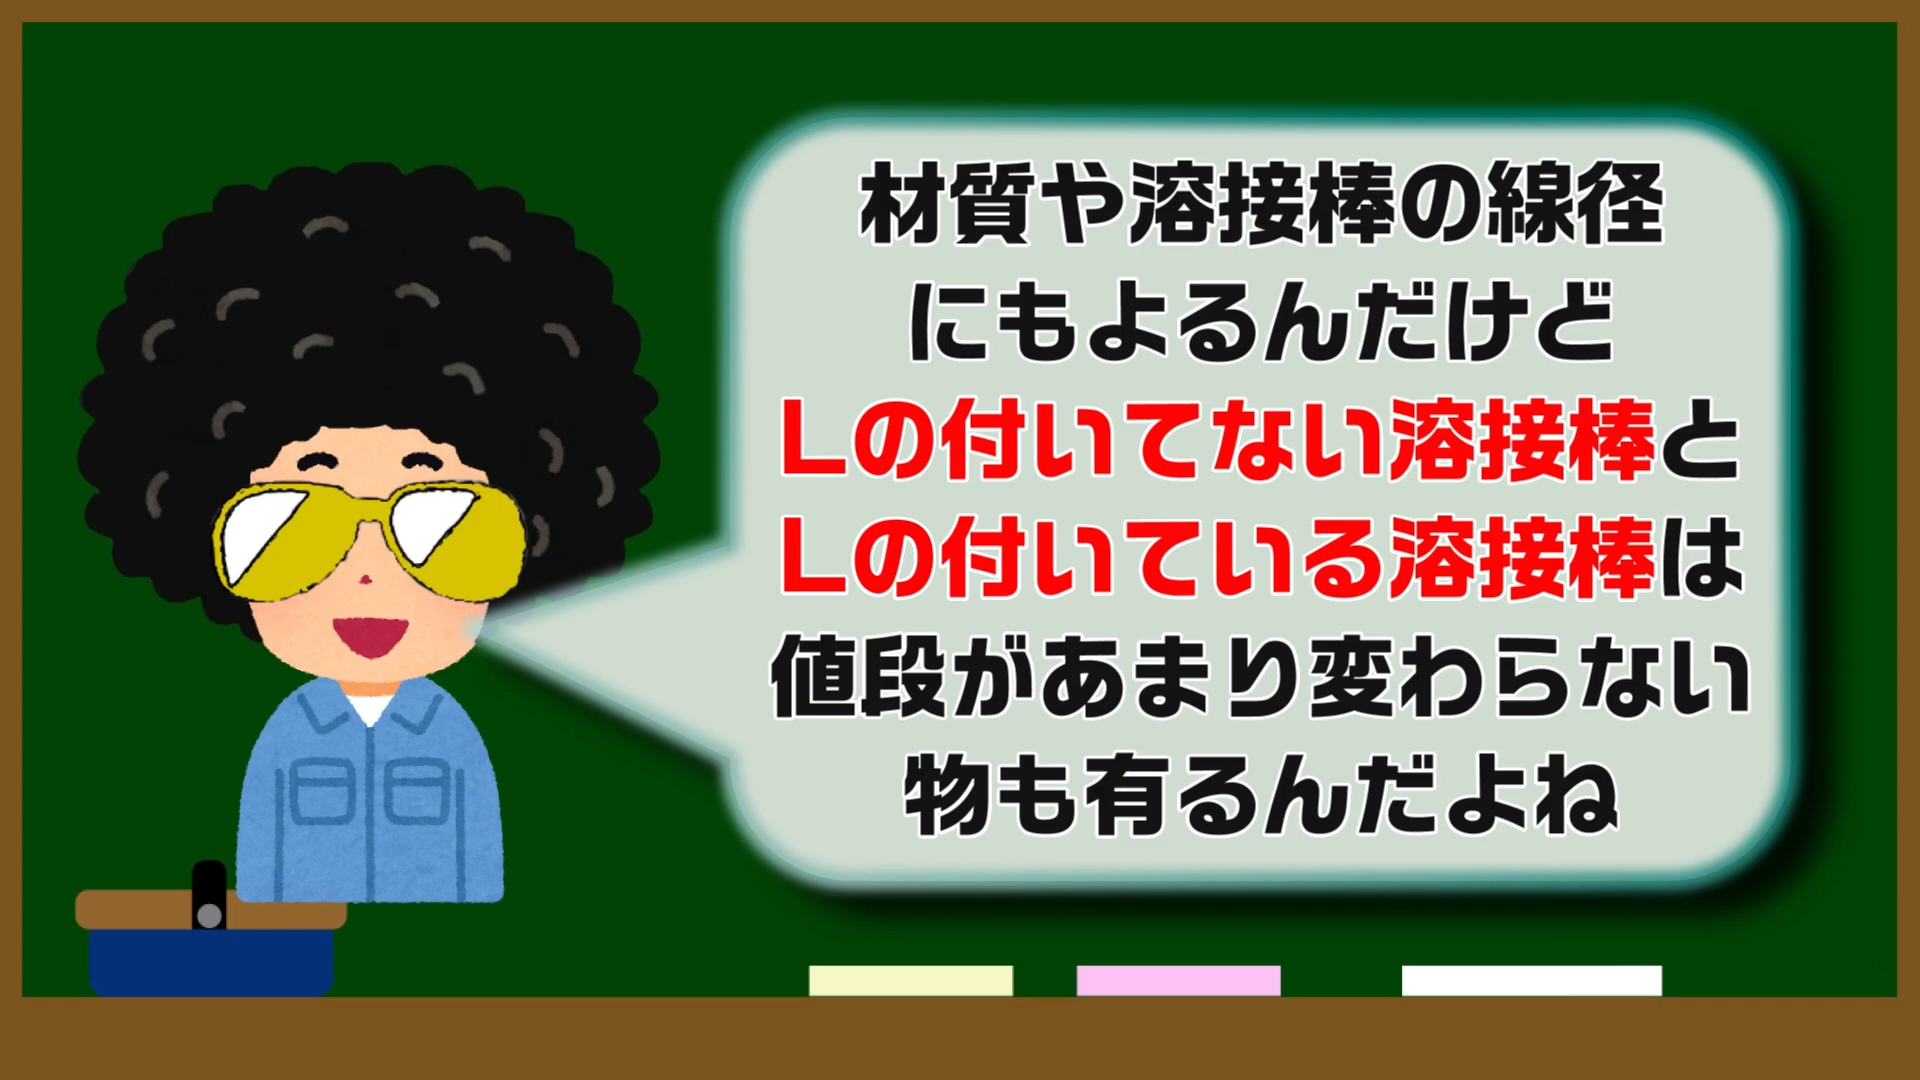 材質や溶接棒の線径
にもよるんだけど
Lの付いてない溶接棒と
Lの付いている溶接棒は
値段があまり変わらない
物も有るんだよね